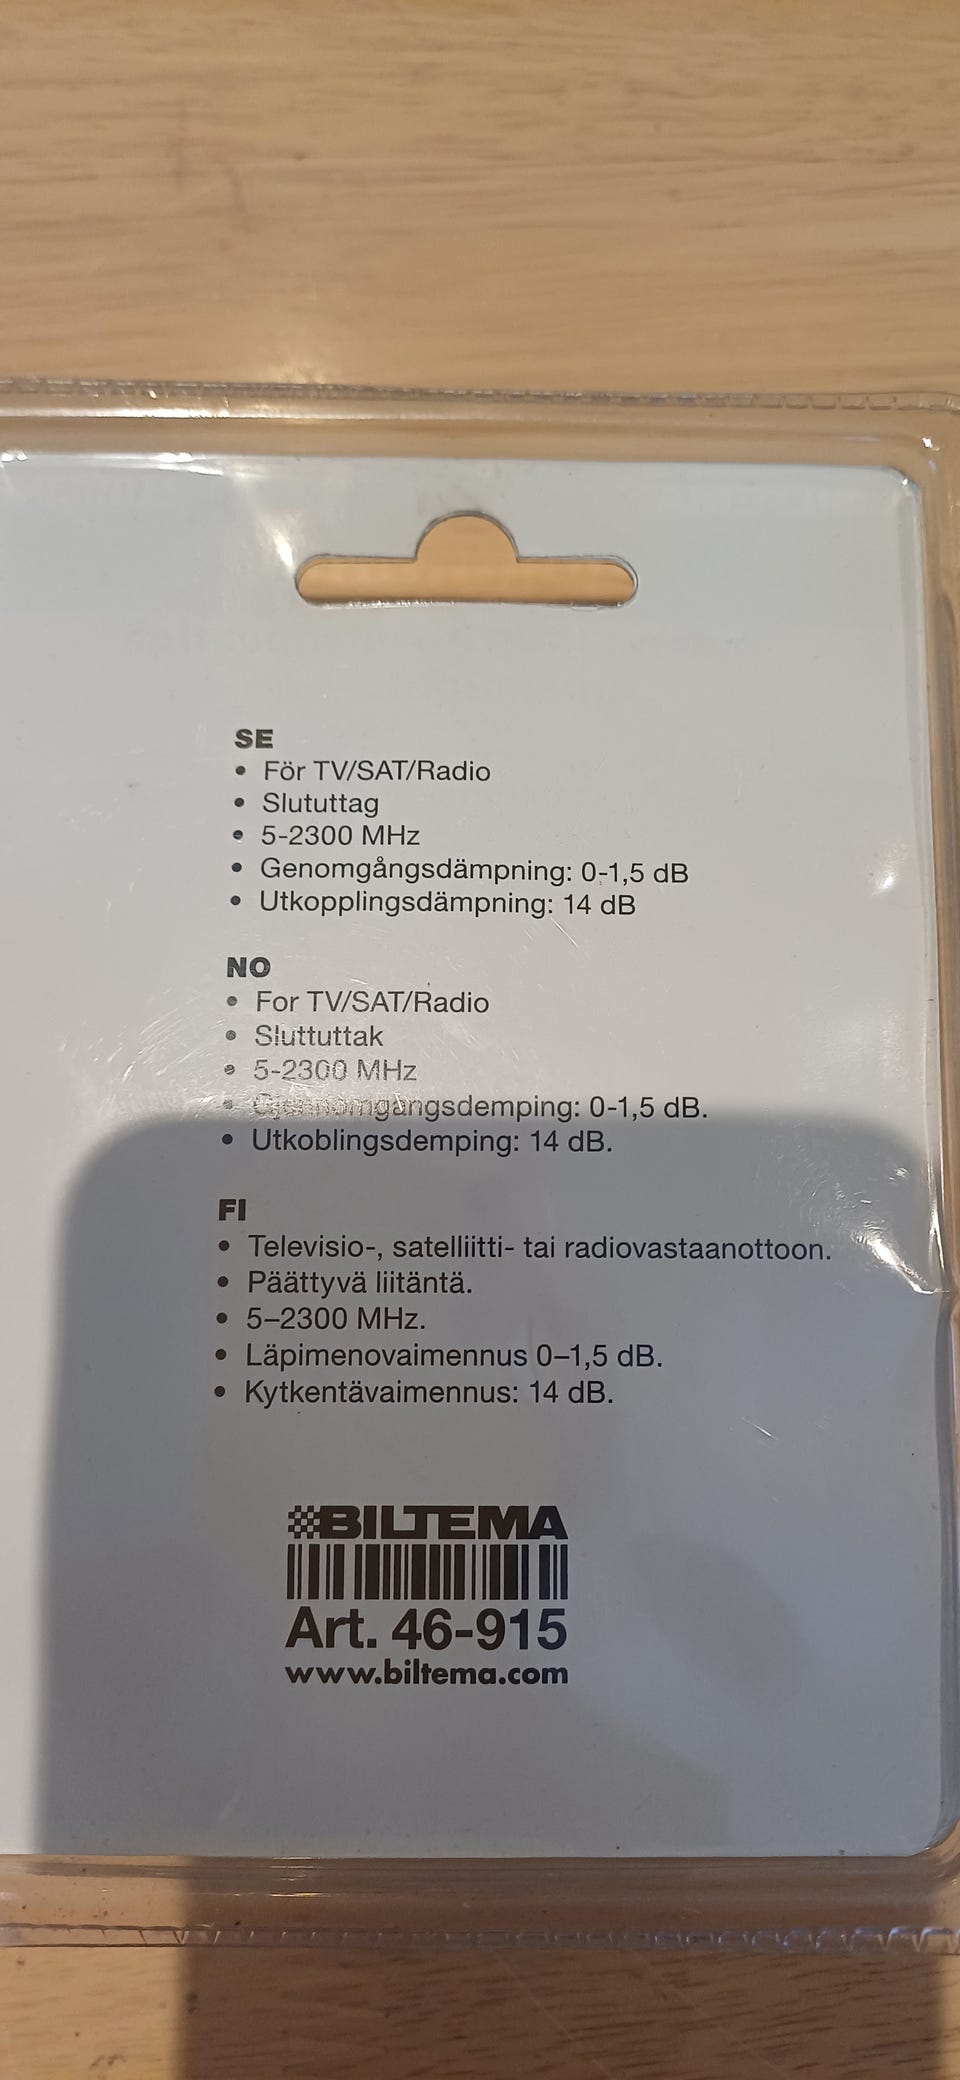 SE
• För TV/SAT/Radio
• Slututtag
• 5-2300 MHz
• Genomgångsdämpning: 0-1,5 dB
• Utkopplingsdämpning: 14 dB
NO
• For TV/SAT/Radio
• Sluttuttak
• 5-2300 MHz
• Gjennomgangsdemping: 0-1,5 dB.
• Utkoblingsdemping: 14 dB.
FI
• Televisio-, satelliitti- tai radiovastaanottoon.
• Päättyvä liitäntä.
• 5–2300 MHz.
• Läpimenovaimennus 0–1,5 dB.
• Kytkentävaimennus: 14 dB.
BILTEMA
Art. 46-915
www.biltema.com